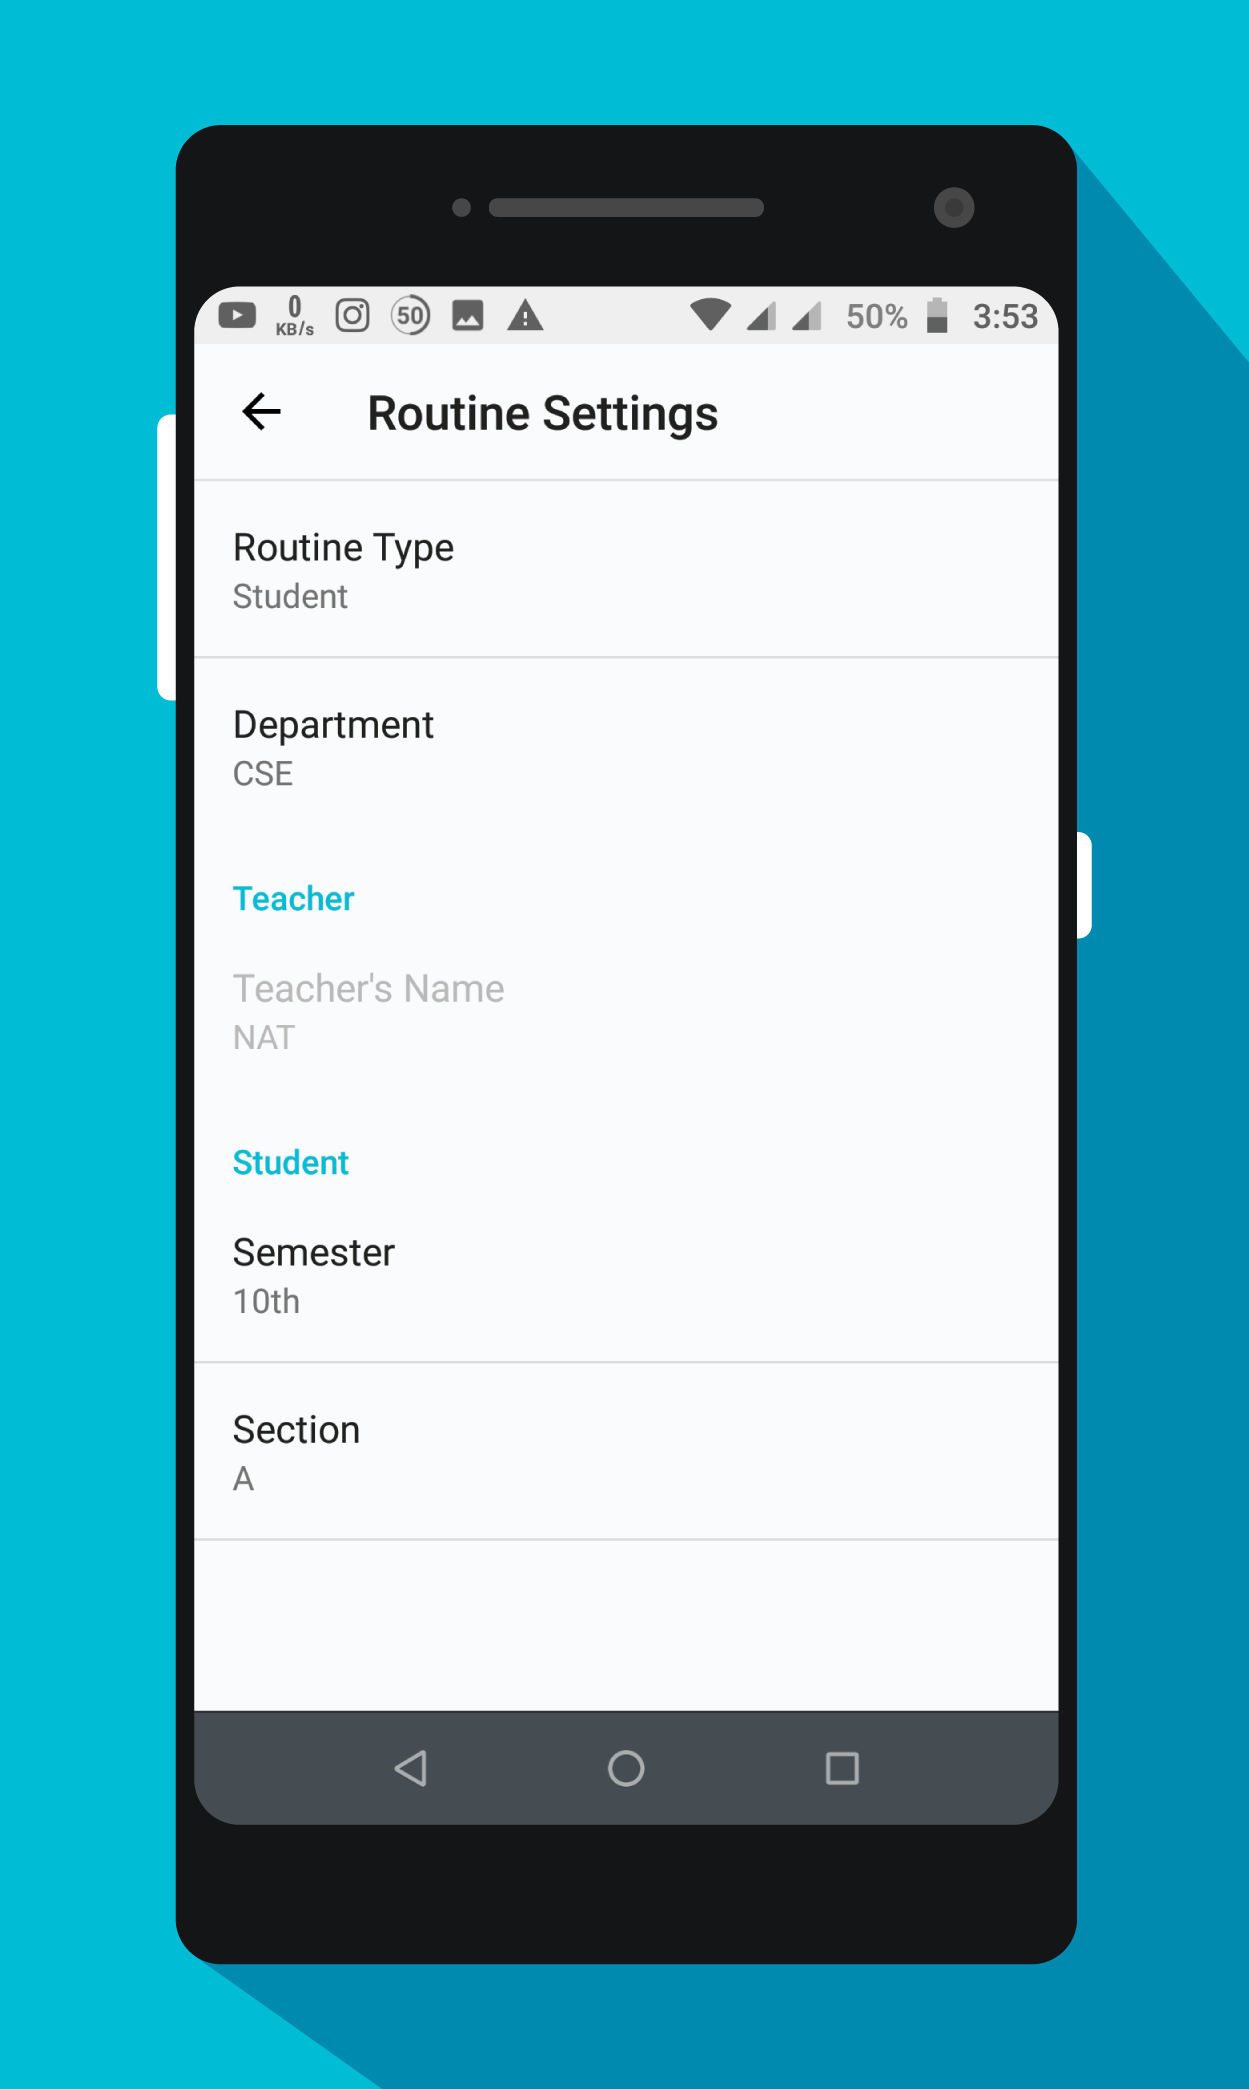 0
KB/s
50
50%
3:53
Routine Settings
Routine Type
Student
Department
CSE
Teacher
Teacher's Name
NAT
Student
Semester
10th
Section
A